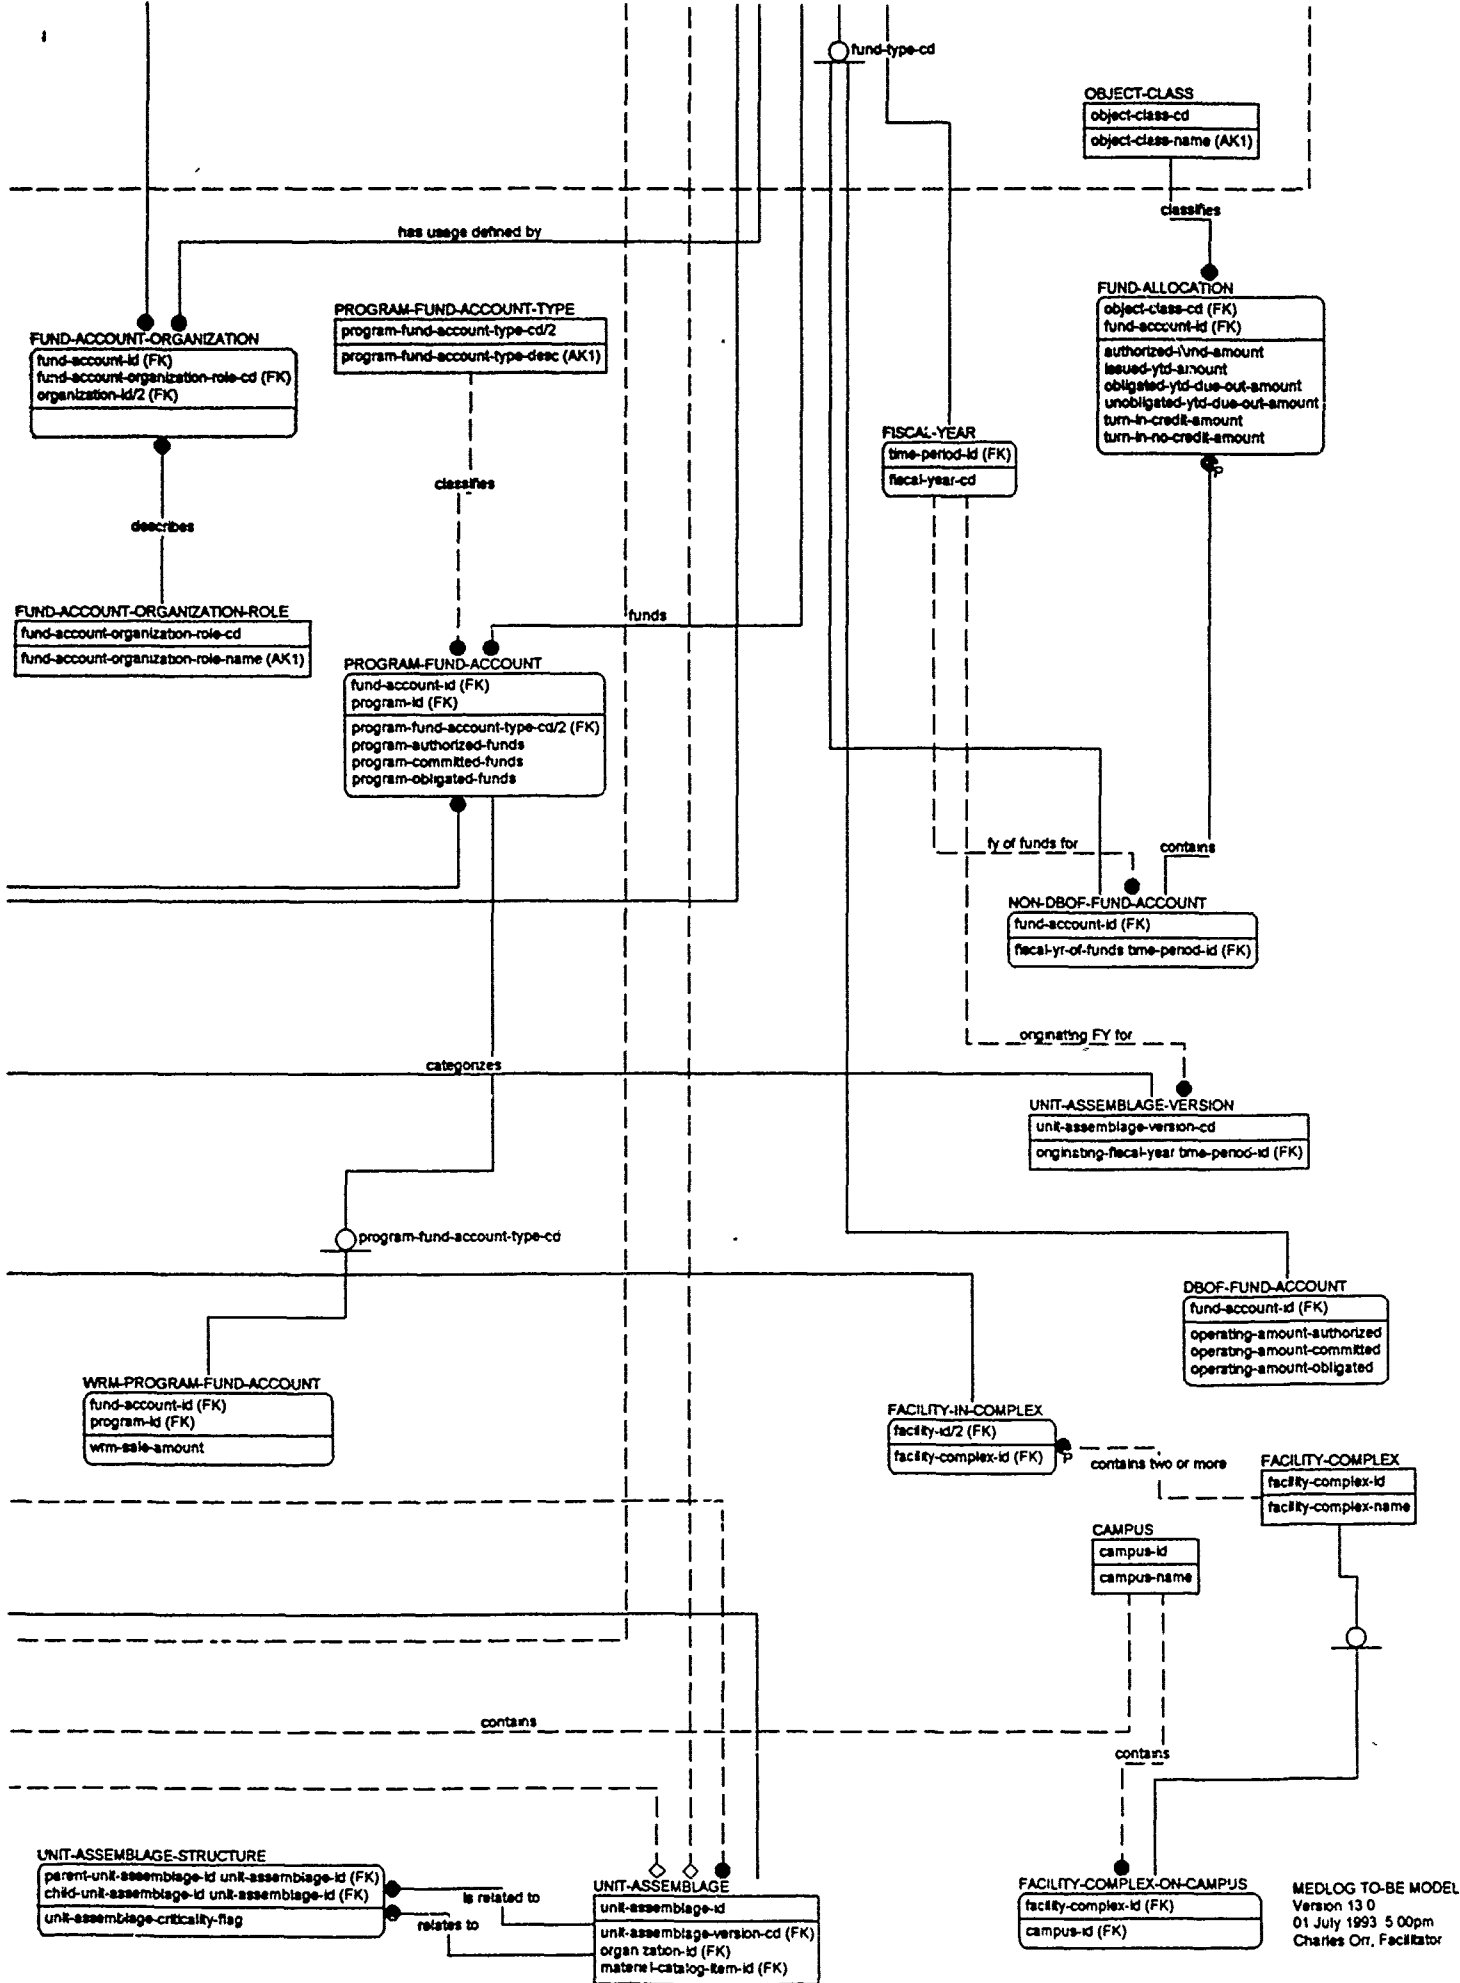 fund-type-cd
OBJECT-CLASS
object-class-cd
object-class-name (AK1)
classifies
has usage defined by
FUND-ALLOCATION
object-class-cd (FK)
fund-account-id (FK)
authorized-fund-amount
issued-ytd-amount
obligated-ytd-due-out-amount
unobligated-ytd-due-out-amount
turn-in-credit-amount
turn-in-no-credit-amount
P
FUND-ACCOUNT-ORGANIZATION
fund-account-id (FK)
fund-account-organization-role-cd (FK)
organization-id/2 (FK)
PROGRAM-FUND-ACCOUNT-TYPE
program-fund-account-type-cd/2
program-fund-account-type-desc (AK1)
FISCAL-YEAR
time-period-id (FK)
fiscal-year-cd
classifies
describes
FUND-ACCOUNT-ORGANIZATION-ROLE
fund-account-organization-role-cd
fund-account-organization-role-name (AK1)
funds
PROGRAM-FUND-ACCOUNT
fund-account-id (FK)
program-id (FK)
program-fund-account-type-cd/2 (FK)
program-authorized-funds
program-committed-funds
program-obligated-funds
fy of funds for
contains
NON-DBOF-FUND-ACCOUNT
fund-account-id (FK)
fiscal-yr-of-funds time-period-id (FK)
originating FY for
categorizes
UNIT-ASSEMBLAGE-VERSION
unit-assemblage-version-cd
originating-fiscal-year time-period-id (FK)
program-fund-account-type-cd
DBOF-FUND-ACCOUNT
fund-account-id (FK)
operating-amount-authorized
operating-amount-committed
operating-amount-obligated
WRM-PROGRAM-FUND-ACCOUNT
fund-account-id (FK)
program-id (FK)
wrm-sale-amount
FACILITY-IN-COMPLEX
facility-id/2 (FK)
facility-complex-id (FK)
P
contains two or more
FACILITY-COMPLEX
facility-complex-id
facility-complex-name
CAMPUS
campus-id
campus-name
contains
contains
UNIT-ASSEMBLAGE-STRUCTURE
parent-unit-assemblage-id unit-assemblage-id (FK)
child-unit-assemblage-id unit-assemblage-id (FK)
unit-assemblage-criticality-flag
is related to
relates to
UNIT-ASSEMBLAGE
unit-assemblage-id
unit-assemblage-version-cd (FK)
organization-id (FK)
materiel-catalog-item-id (FK)
FACILITY-COMPLEX-ON-CAMPUS
facility-complex-id (FK)
campus-id (FK)
MEDLOG TO-BE MODEL
Version 13.0
01 July 1993 5:00pm
Charles Orr, Facilitator